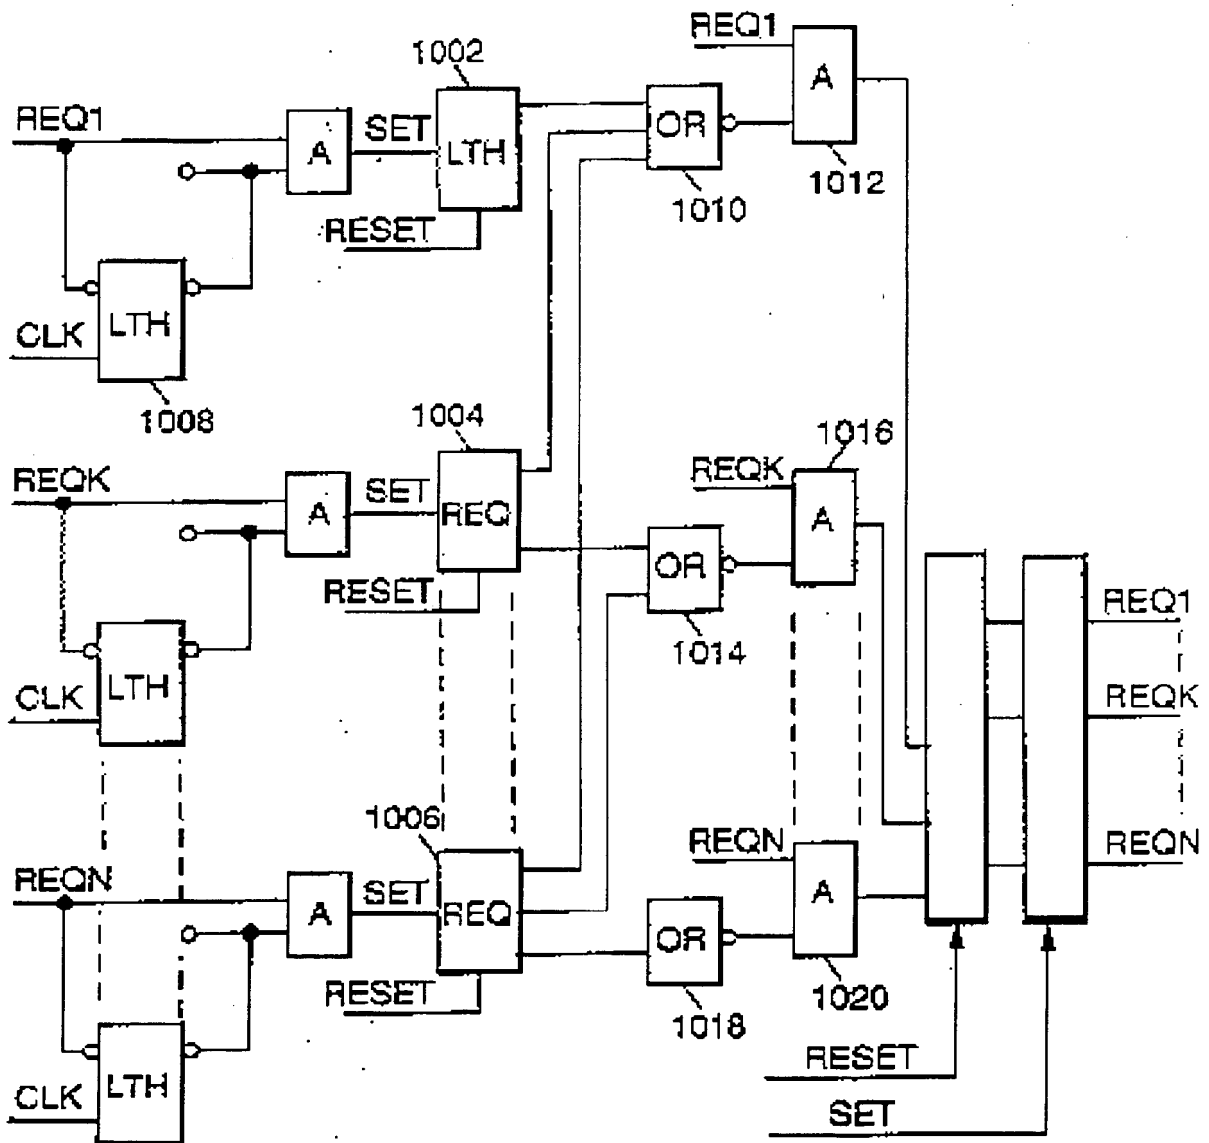 1002
REQ1
REQ1
A
SET
LTH
OR
A
1012
1010
RESET
LTH
CLK
1008
1004
1016
REQK
REQK
A
SET
REQ
A
OR
RESET
1014
LTH
CLK
REQ1
REQK
REQN
1006
REQN
REQN
A
SET
REQ
A
OR
RESET
1020
1018
LTH
CLK
RESET
SET